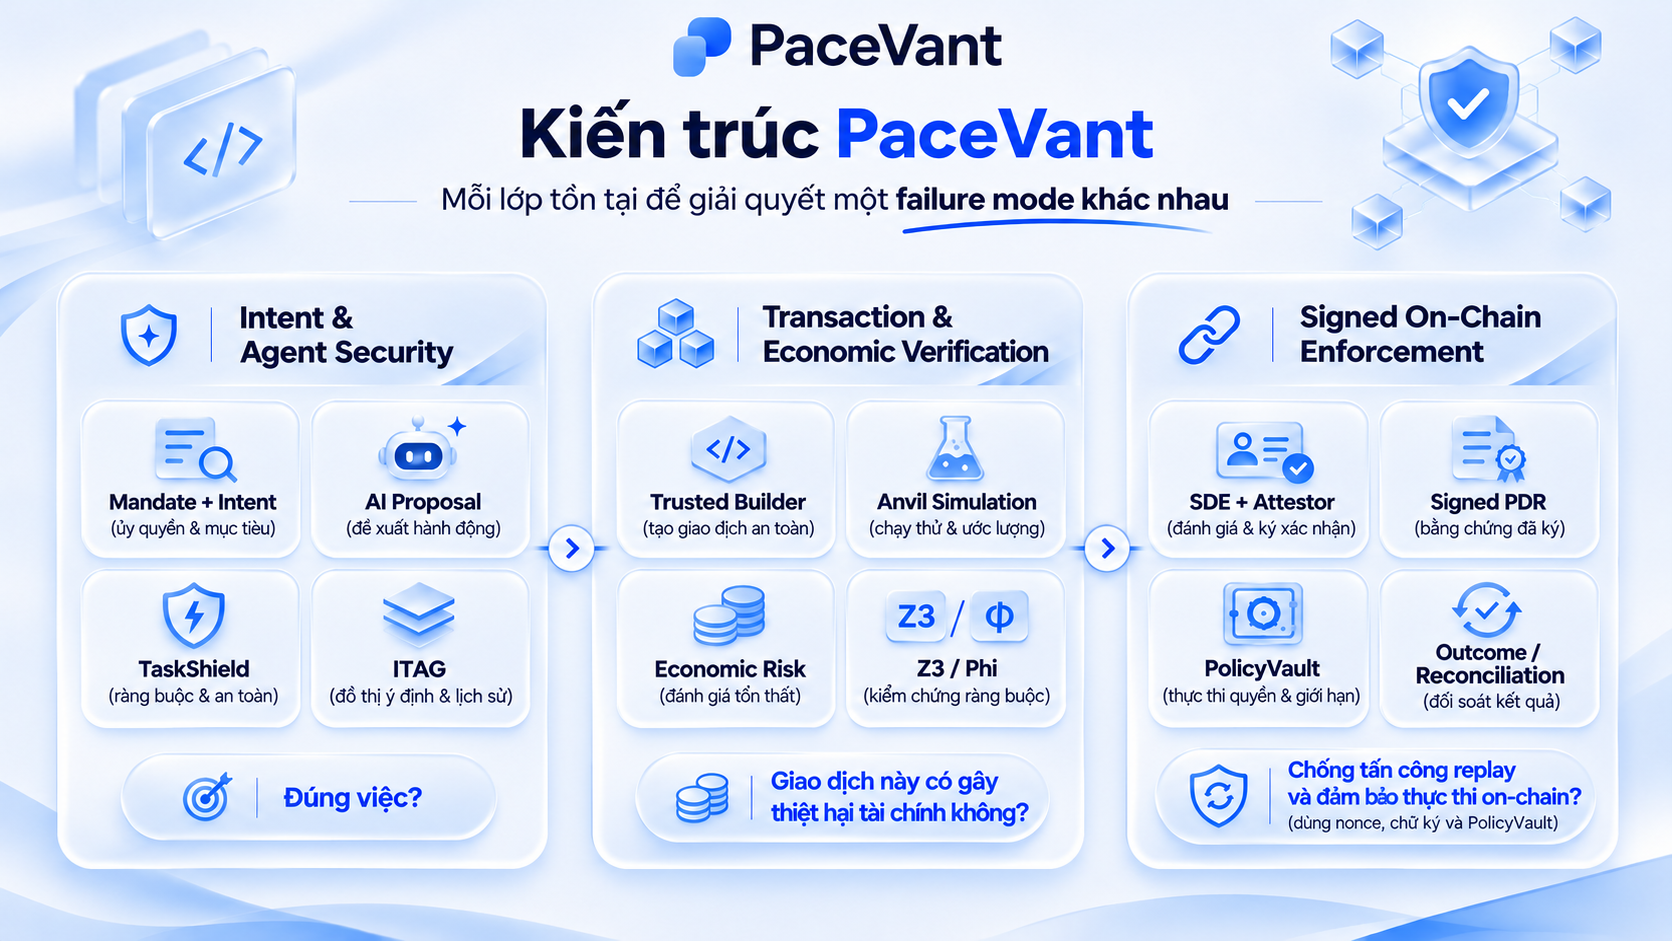 PaceVant
Kiến trúc PaceVant
Mỗi lớp tồn tại để giải quyết một failure mode khác nhau
</>
Intent &
Agent Security
Mandate + Intent
(ủy quyền & mục tièu)
AI Proposal
(đề xuất hành động)
TaskShield
(ràng buộc & an toàn)
ITAG
(đồ thị ý định & lịch sử)
Đúng việc?
Transaction &
Economic Verification
</>
Trusted Builder
(tạo giao dịch an toàn)
Anvil Simulation
(chạy thử & ước lượng)
Economic Risk
(đánh giá tổn thất)
Z3 / Φ
Z3 / Phi
(kiểm chứng ràng buộc)
Giao dịch này có gây
thiệt hại tài chính không?
Signed On-Chain
Enforcement
SDE + Attestor
(đánh giá & ký xác nhận)
Signed PDR
(bằng chứng đã ký)
PolicyVault
(thực thi quyền & giới hạn)
Outcome /
Reconciliation
(đối soát kết quả)
Chống tấn công replay
và đảm bảo thực thi on-chain?
(dùng nonce, chữ ký và PolicyVault)